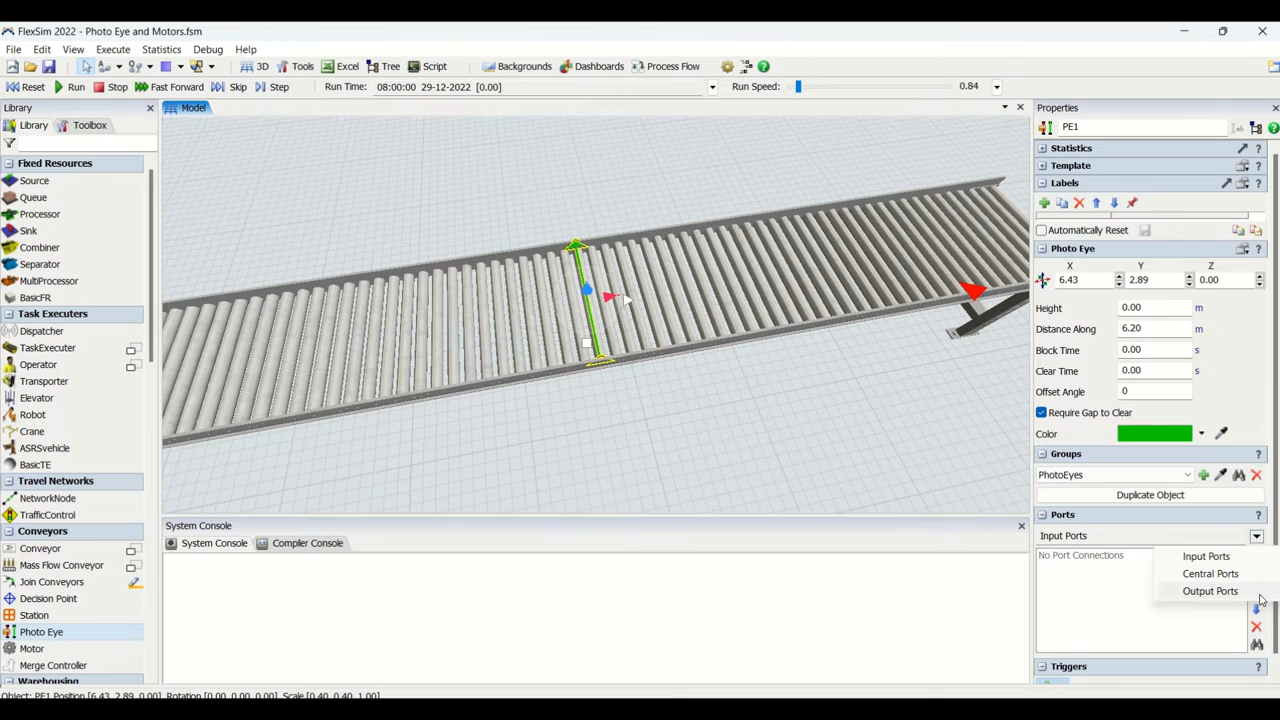 FlexSim 2022 - Photo Eye and Motors.fsm
File Edit View Execute Statistics Debug Help
3D Tools Excel Tree Script Backgrounds Dashboards Process Flow
Reset Run Stop Fast Forward Skip Step Run Time: 08:00:00 29-12-2022 [0.00] Run Speed: 0.84
Library
Library Toolbox
Fixed Resources
Source
Queue
Processor
Sink
Combiner
Separator
MultiProcessor
BasicFR
Task Executers
Dispatcher
TaskExecuter
Operator
Transporter
Elevator
Robot
Crane
ASRSvehicle
BasicTE
Travel Networks
NetworkNode
TrafficControl
Conveyors
Conveyor
Mass Flow Conveyor
Join Conveyors
Decision Point
Station
Photo Eye
Motor
Merge Controller
Warehousing
Model
System Console
System Console Compiler Console
Properties
PE1
Statistics ?
Template ?
Labels ?
Automatically Reset
Photo Eye ?
X Y Z
6.43 2.89 0.00
Height 0.00 m
Distance Along 6.20 m
Block Time 0.00 s
Clear Time 0.00 s
Offset Angle 0
Require Gap to Clear
Color
Groups ?
PhotoEyes
Duplicate Object
Ports ?
Input Ports
No Port Connections
Input Ports
Central Ports
Output Ports
Triggers ?
Object: PE1 Position [6.43, 2.89, 0.00] Rotation [0.00, 0.00, 0.00] Scale [0.40, 0.40, 1.00]